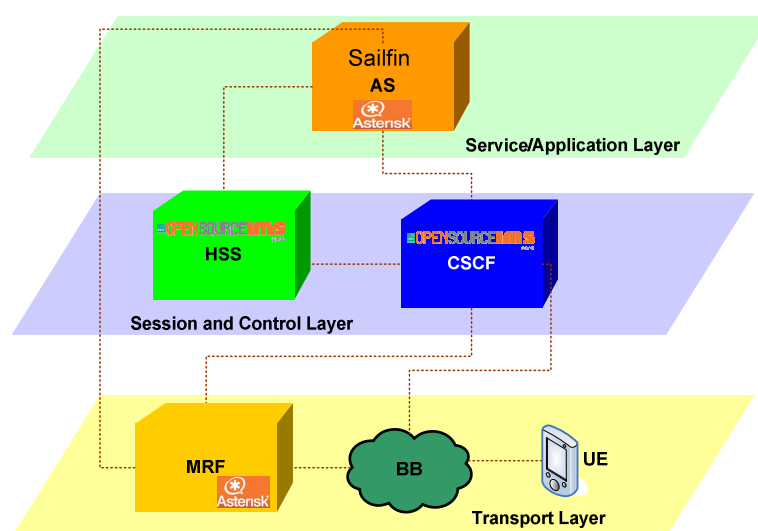 Sailfin
AS
Asterisk
Service/Application Layer
OPENSOURCEIMS
HSS
OPENSOURCEIMS
CSCF
Session and Control Layer
MRF
Asterisk
BB
UE
Transport Layer